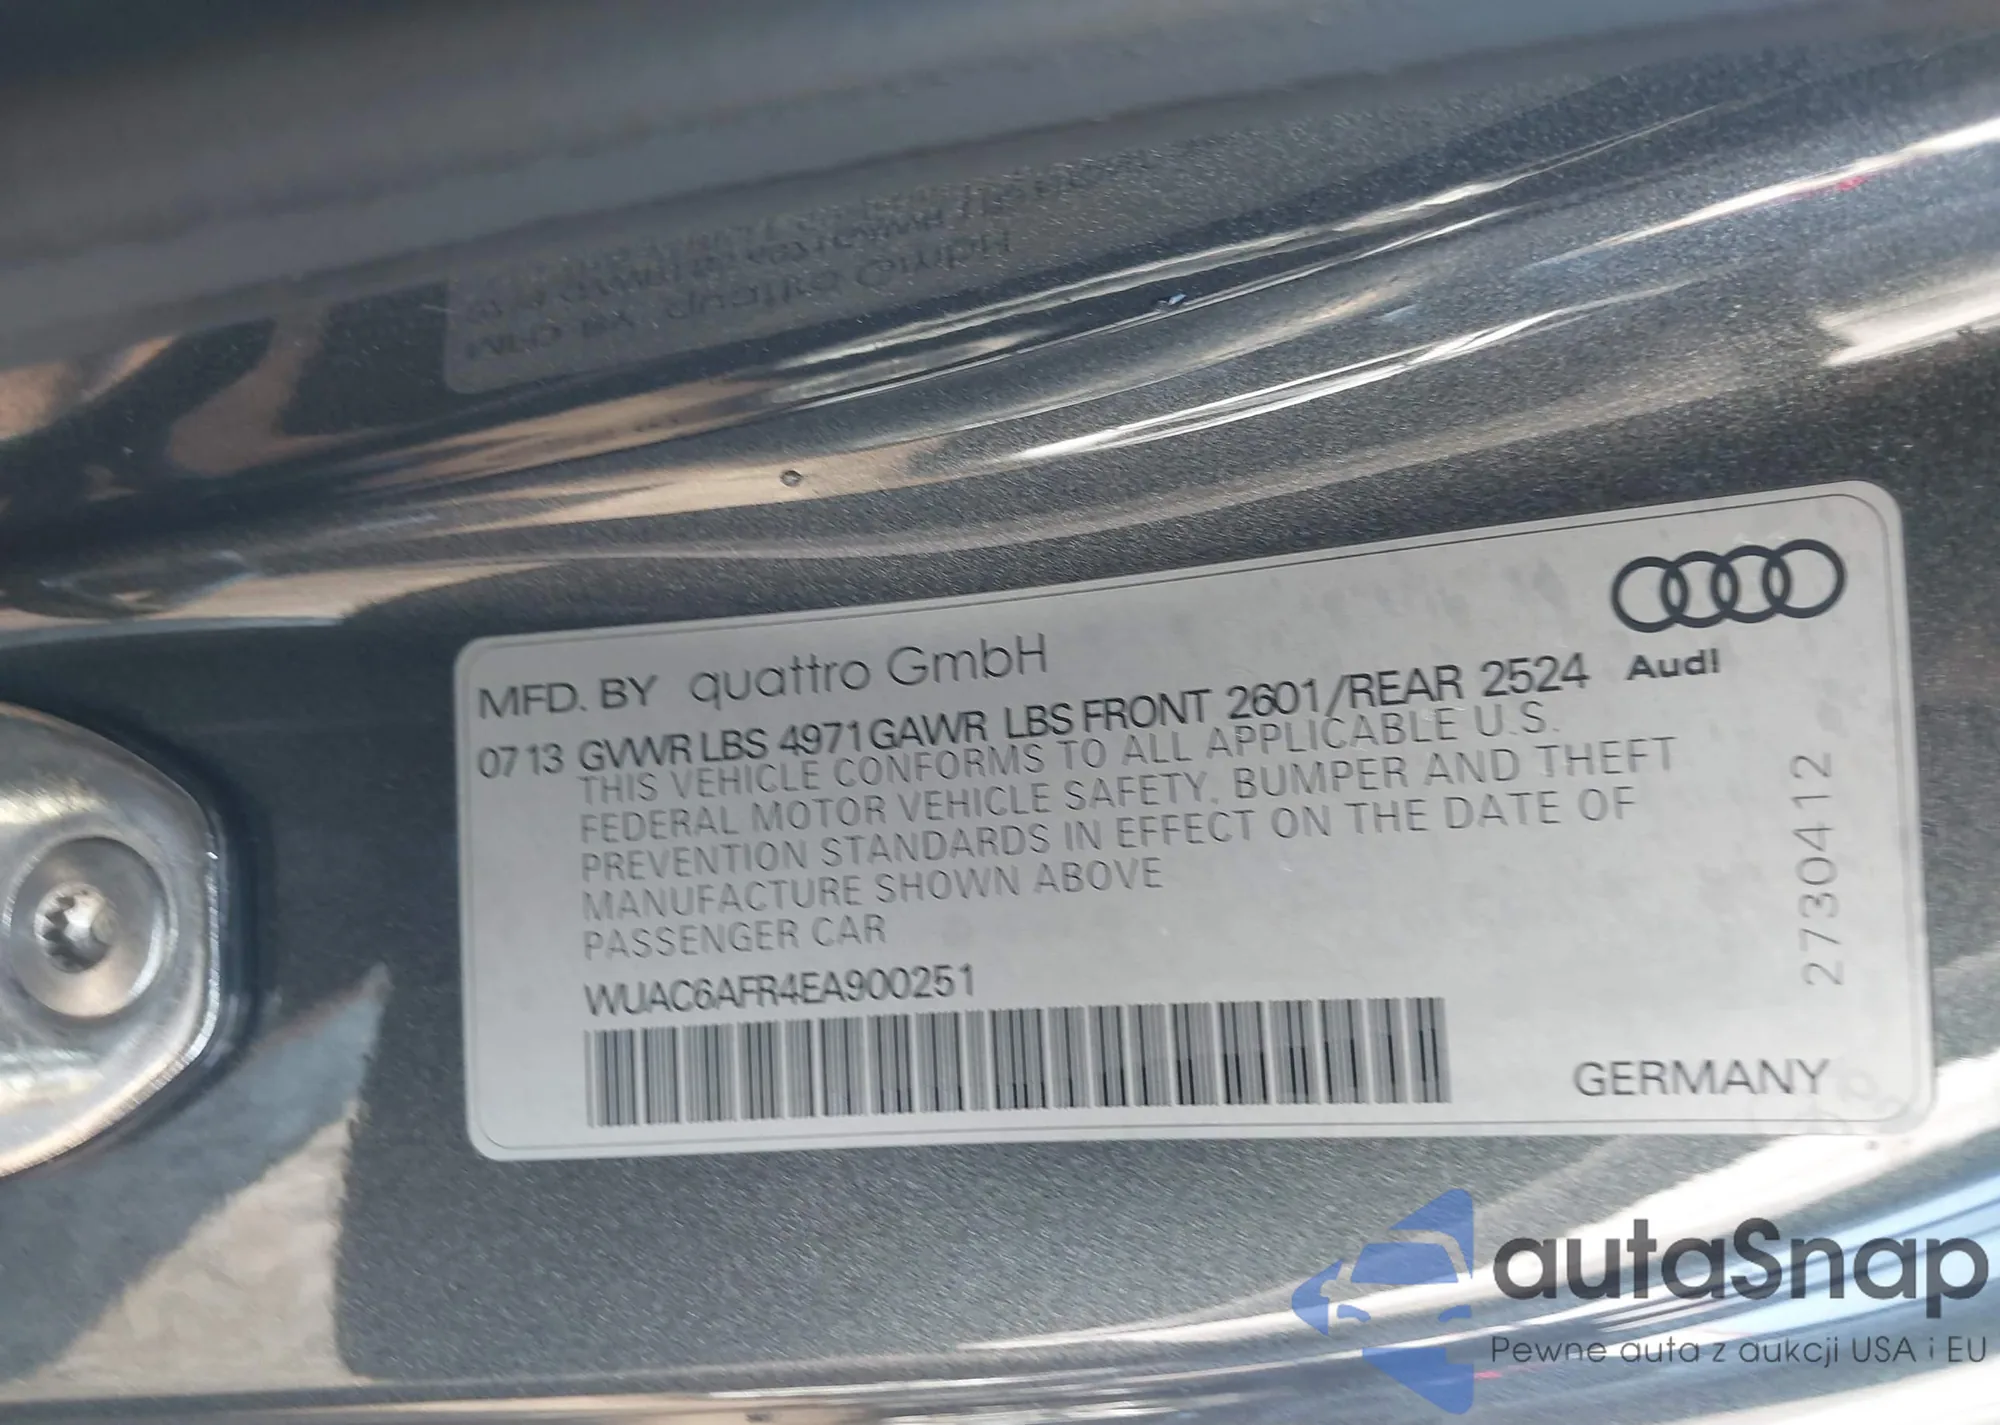 MFD. BY quattro GmbH
Audi
0713 GVWR LBS 4971 GAWR LBS FRONT 2601/REAR 2524
THIS VEHICLE CONFORMS TO ALL APPLICABLE U.S.
FEDERAL MOTOR VEHICLE SAFETY, BUMPER AND THEFT
PREVENTION STANDARDS IN EFFECT ON THE DATE OF
MANUFACTURE SHOWN ABOVE
PASSENGER CAR
WUAC6AFR4EA900251
2730412
GERMANY
autaSnap
Pewne auta z aukcji USA i EU